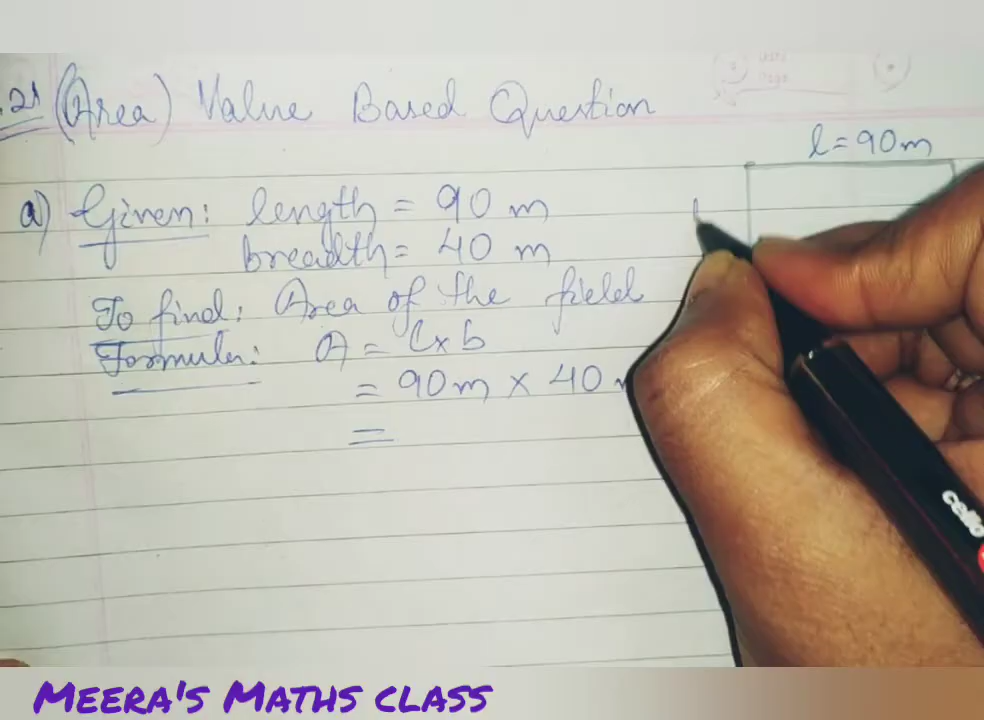 .21 (Area) Value Based Question
l = 90m
a) Given: length = 90 m
breadth = 40 m
To find: Area of the field
Formula: A = l x b
= 90m x 40
=
cello
MEERA'S MATHS CLASS